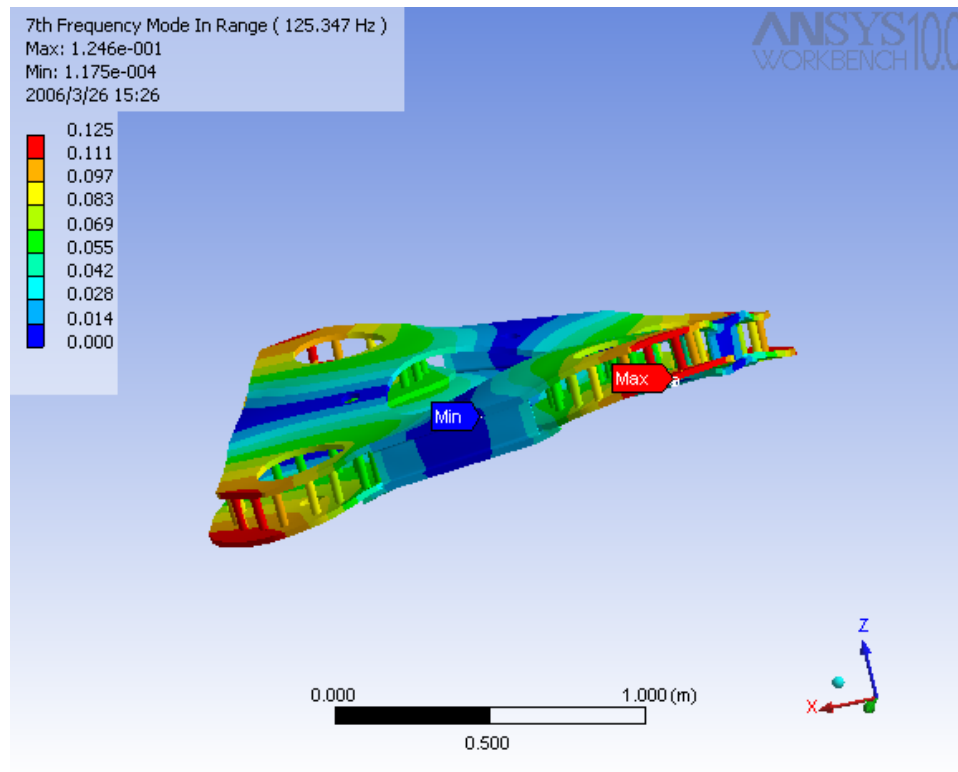 7th Frequency Mode In Range ( 125.347 Hz )
Max: 1.246e-001
Min: 1.175e-004
2006/3/26 15:26
ANSYS 10.0
WORKBENCH
0.125
0.111
0.097
0.083
0.069
0.055
0.042
0.028
0.014
0.000
Max
Min
Z
X
0.000
1.000 (m)
0.500